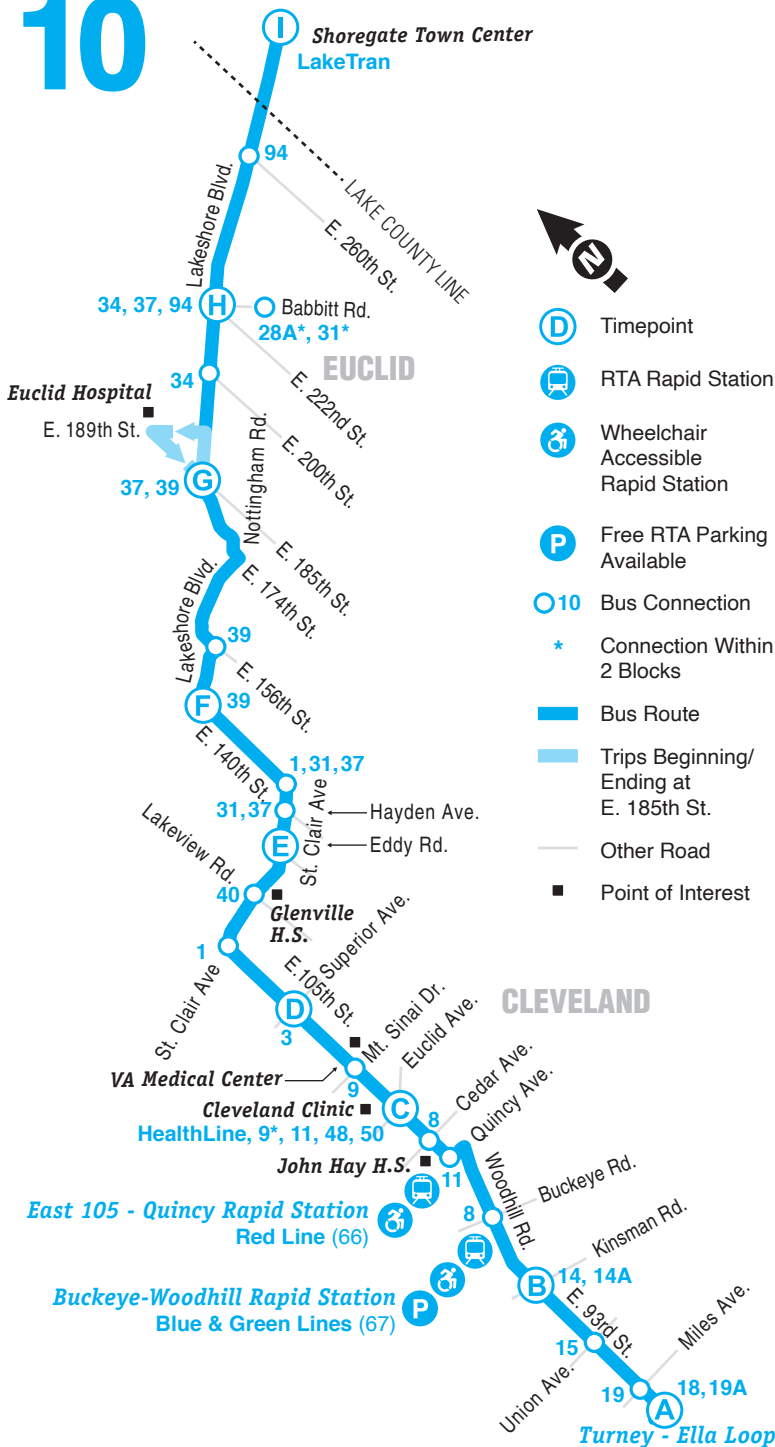 10
I
Shoregate Town Center
LakeTran
94
Lakeshore Blvd.
LAKE COUNTY LINE
E. 260th St.
N
34, 37, 94
H
Babbitt Rd.
28A*, 31*
EUCLID
34
E. 222nd St.
Euclid Hospital
E. 189th St.
E. 200th St.
Nottingham Rd.
G
37, 39
E. 185th St.
E. 174th St.
Lakeshore Blvd.
39
E. 156th St.
F
39
E. 140th St.
1, 31, 37
31, 37
Hayden Ave.
St. Clair Ave
E
Eddy Rd.
Lakeview Rd.
40
Glenville
H.S.
Superior Ave.
1
St. Clair Ave
E. 105th St.
D
3
Mt. Sinai Dr.
CLEVELAND
VA Medical Center
9
Euclid Ave.
Cleveland Clinic
C
HealthLine, 9*, 11, 48, 50
8
Cedar Ave.
Quincy Ave.
John Hay H.S.
11
Woodhill Rd.
East 105 - Quincy Rapid Station
Red Line (66)
8
Buckeye Rd.
Kinsman Rd.
Buckeye-Woodhill Rapid Station
Blue & Green Lines (67)
P
B
14, 14A
E. 93rd St.
15
Union Ave.
Miles Ave.
19
18, 19A
A
Turney - Ella Loop
D
Timepoint
RTA Rapid Station
Wheelchair
Accessible
Rapid Station
P
Free RTA Parking
Available
10 Bus Connection
* Connection Within
2 Blocks
Bus Route
Trips Beginning/
Ending at
E. 185th St.
Other Road
Point of Interest